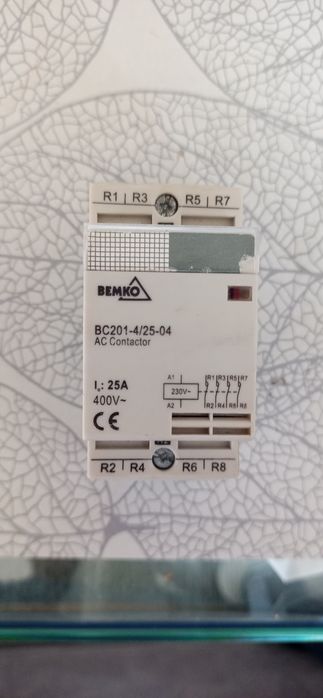 R1 R3 R5 R7
BEMKO
BC201-4/25-04
AC Contactor
Iₙ: 25A
400V~
CE
A1 R1 R3 R5 R7
230V~
A2 R2 R4 R6 R8
R2 R4 R6 R8